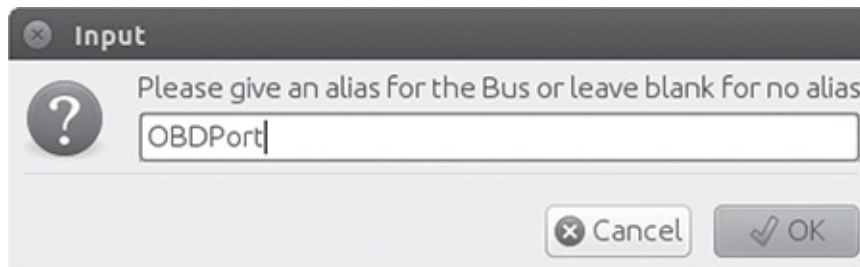 Input
Please give an alias for the Bus or leave blank for no alias
OBDPort
Cancel
OK